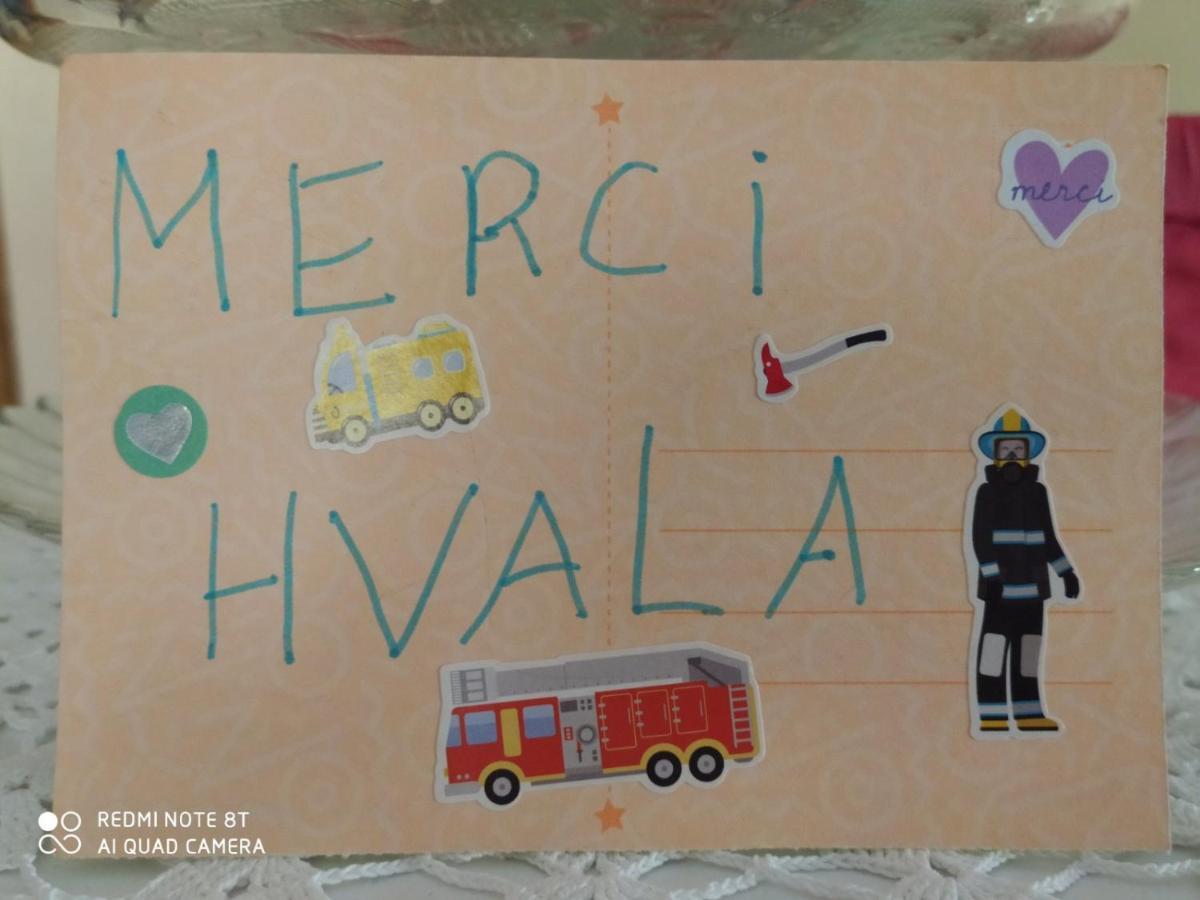 MERCi
merci
HVALA
REDMI NOTE 8T
AI QUAD CAMERA